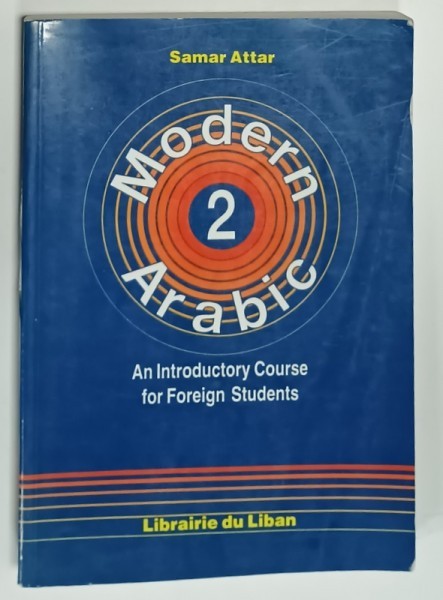 Samar Attar
Modern
2
Arabic
An Introductory Course
for Foreign Students
Librairie du Liban